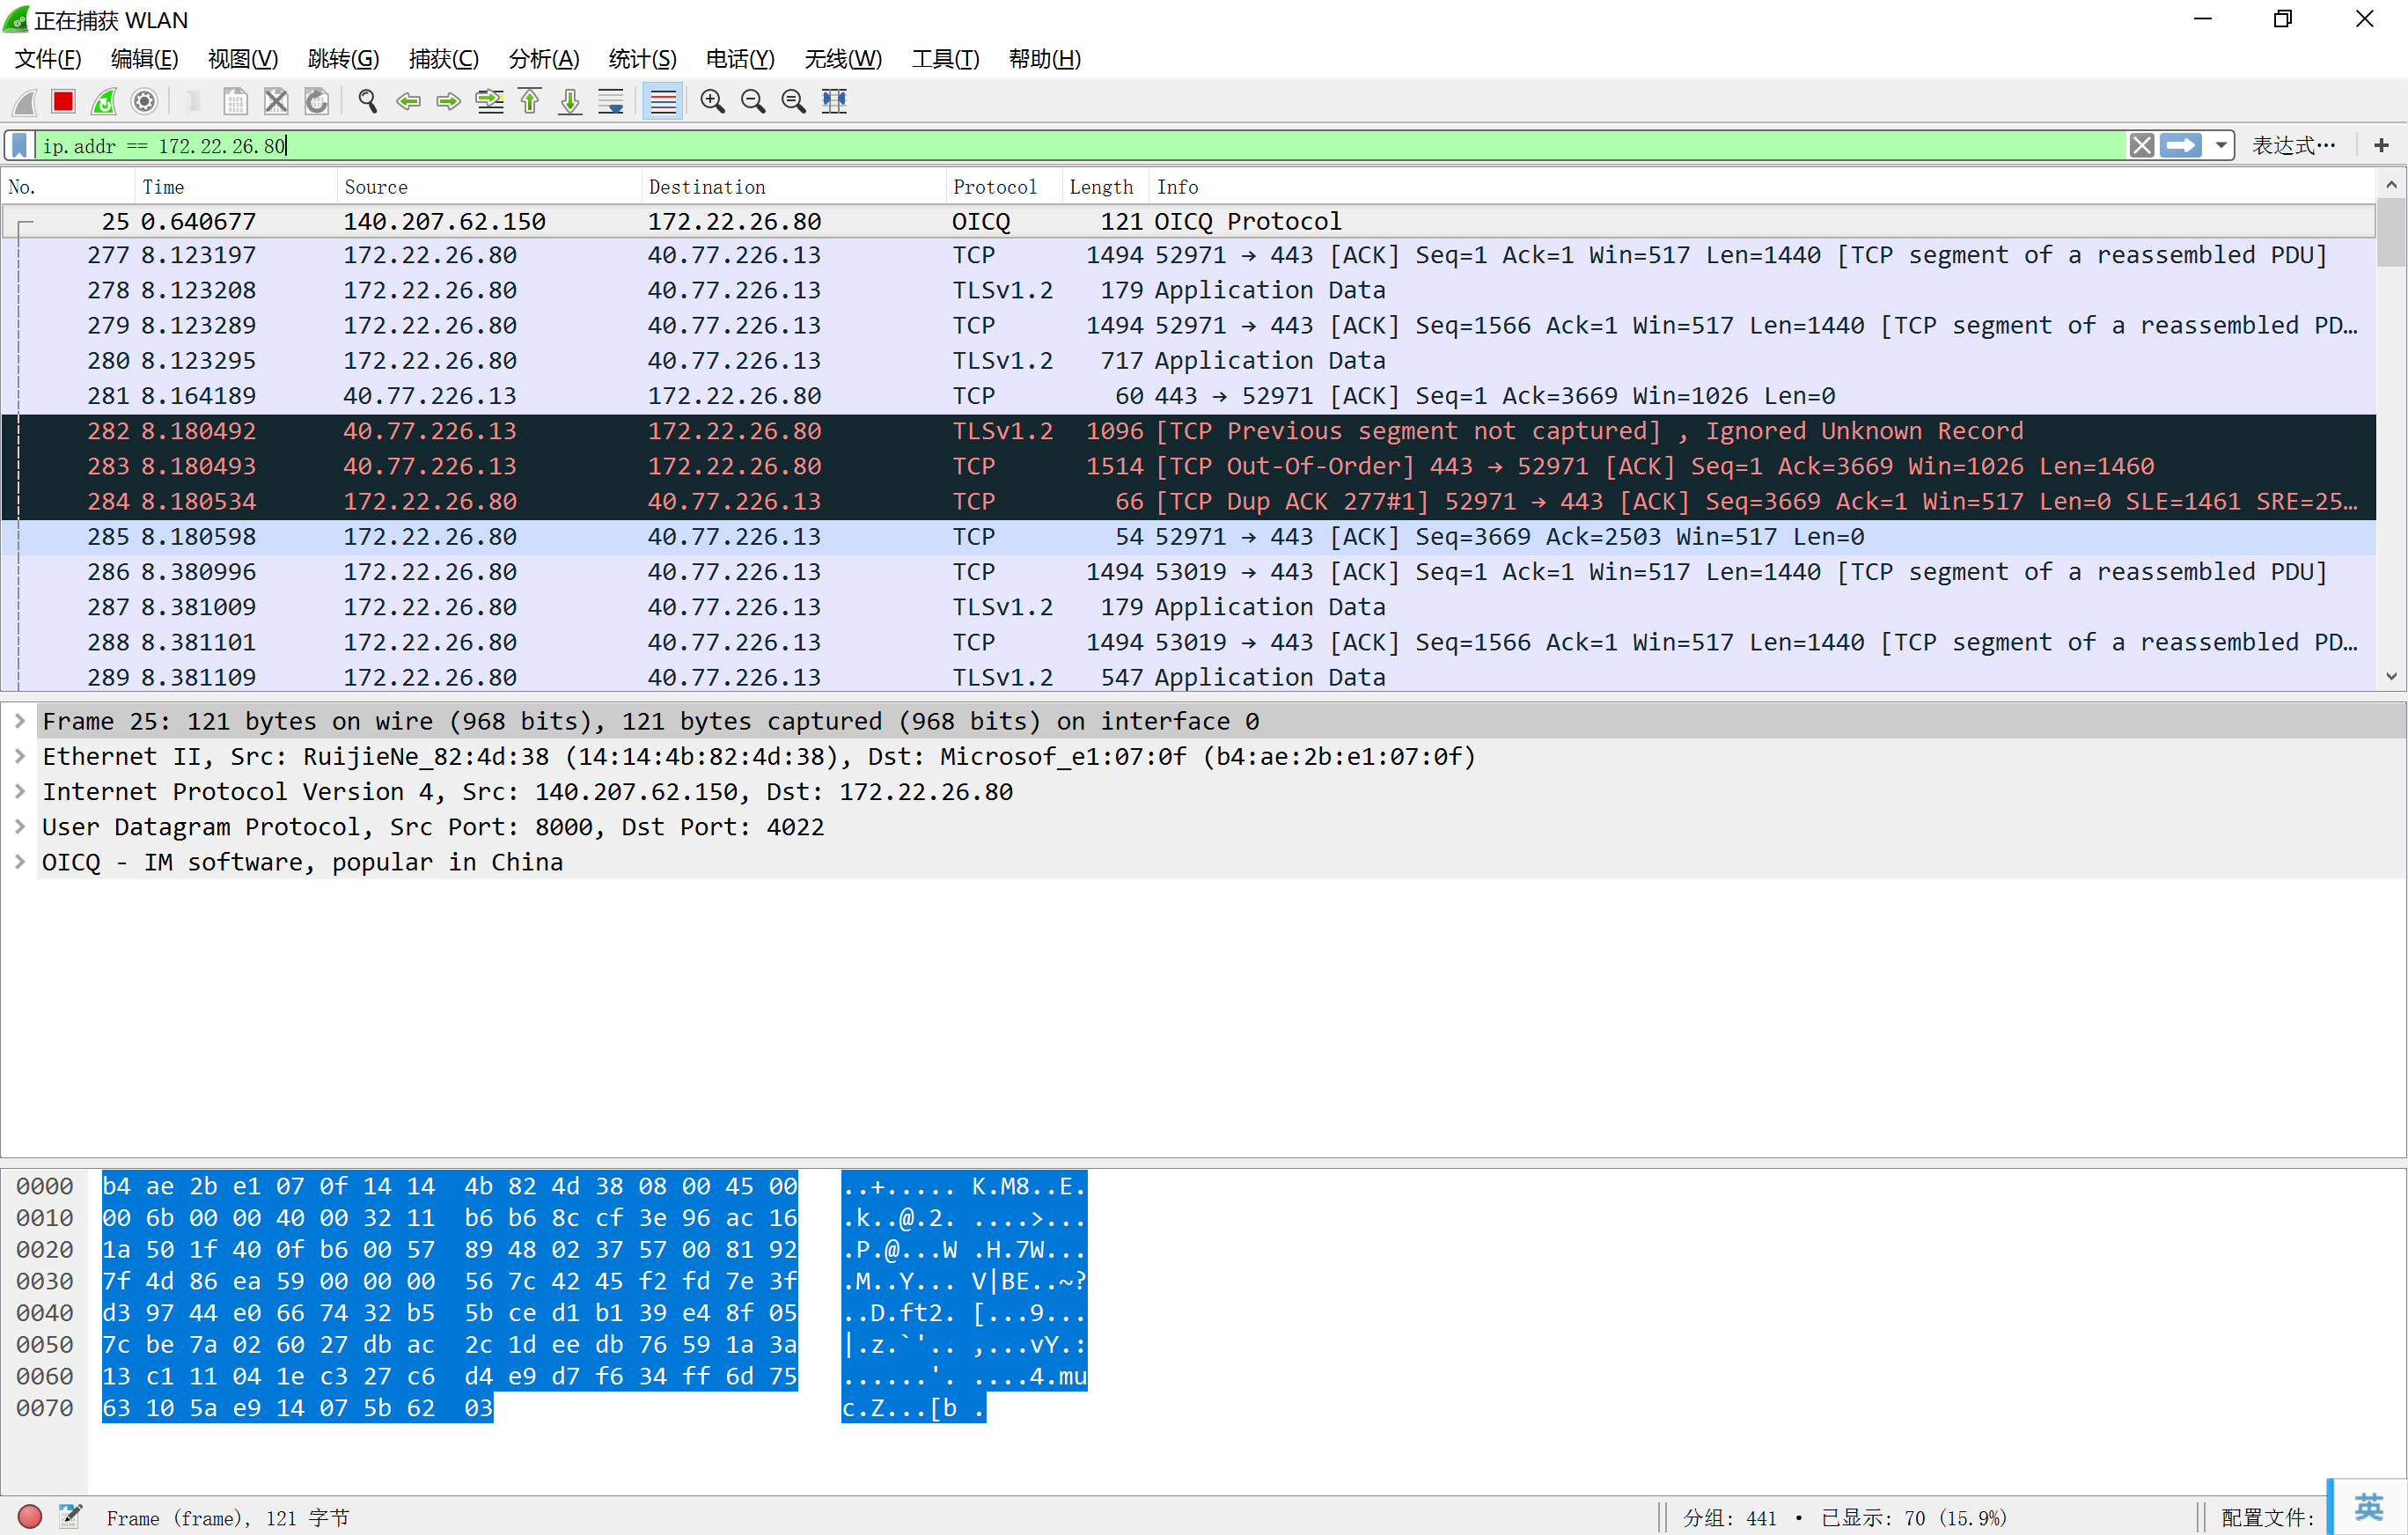 正在捕获 WLAN
文件(F) 编辑(E) 视图(V) 跳转(G) 捕获(C) 分析(A) 统计(S) 电话(Y) 无线(W) 工具(T) 帮助(H)
ip.addr == 172.22.26.80 表达式… +
No. Time Source Destination Protocol Length Info
25 0.640677 140.207.62.150 172.22.26.80 OICQ 121 OICQ Protocol
277 8.123197 172.22.26.80 40.77.226.13 TCP 1494 52971 → 443 [ACK] Seq=1 Ack=1 Win=517 Len=1440 [TCP segment of a reassembled PDU]
278 8.123208 172.22.26.80 40.77.226.13 TLSv1.2 179 Application Data
279 8.123289 172.22.26.80 40.77.226.13 TCP 1494 52971 → 443 [ACK] Seq=1566 Ack=1 Win=517 Len=1440 [TCP segment of a reassembled PD…
280 8.123295 172.22.26.80 40.77.226.13 TLSv1.2 717 Application Data
281 8.164189 40.77.226.13 172.22.26.80 TCP 60 443 → 52971 [ACK] Seq=1 Ack=3669 Win=1026 Len=0
282 8.180492 40.77.226.13 172.22.26.80 TLSv1.2 1096 [TCP Previous segment not captured] , Ignored Unknown Record
283 8.180493 40.77.226.13 172.22.26.80 TCP 1514 [TCP Out-Of-Order] 443 → 52971 [ACK] Seq=1 Ack=3669 Win=1026 Len=1460
284 8.180534 172.22.26.80 40.77.226.13 TCP 66 [TCP Dup ACK 277#1] 52971 → 443 [ACK] Seq=3669 Ack=1 Win=517 Len=0 SLE=1461 SRE=25…
285 8.180598 172.22.26.80 40.77.226.13 TCP 54 52971 → 443 [ACK] Seq=3669 Ack=2503 Win=517 Len=0
286 8.380996 172.22.26.80 40.77.226.13 TCP 1494 53019 → 443 [ACK] Seq=1 Ack=1 Win=517 Len=1440 [TCP segment of a reassembled PDU]
287 8.381009 172.22.26.80 40.77.226.13 TLSv1.2 179 Application Data
288 8.381101 172.22.26.80 40.77.226.13 TCP 1494 53019 → 443 [ACK] Seq=1566 Ack=1 Win=517 Len=1440 [TCP segment of a reassembled PD…
289 8.381109 172.22.26.80 40.77.226.13 TLSv1.2 547 Application Data
Frame 25: 121 bytes on wire (968 bits), 121 bytes captured (968 bits) on interface 0
Ethernet II, Src: RuijieNe_82:4d:38 (14:14:4b:82:4d:38), Dst: Microsof_e1:07:0f (b4:ae:2b:e1:07:0f)
Internet Protocol Version 4, Src: 140.207.62.150, Dst: 172.22.26.80
User Datagram Protocol, Src Port: 8000, Dst Port: 4022
OICQ - IM software, popular in China
0000 b4 ae 2b e1 07 0f 14 14 4b 82 4d 38 08 00 45 00 ..+..... K.M8..E.
0010 00 6b 00 00 40 00 32 11 b6 b6 8c cf 3e 96 ac 16 .k..@.2. ....>...
0020 1a 50 1f 40 0f b6 00 57 89 48 02 37 57 00 81 92 .P.@...W .H.7W...
0030 7f 4d 86 ea 59 00 00 00 56 7c 42 45 f2 fd 7e 3f .M..Y... V|BE..~?
0040 d3 97 44 e0 66 74 32 b5 5b ce d1 b1 39 e4 8f 05 ..D.ft2. [...9...
0050 7c be 7a 02 60 27 db ac 2c 1d ee db 76 59 1a 3a |.z.`'.. ,...vY.:
0060 13 c1 11 04 1e c3 27 c6 d4 e9 d7 f6 34 ff 6d 75 ......'. ....4.mu
0070 63 10 5a e9 14 07 5b 62 03 c.Z...[b .
Frame (frame), 121 字节 分组: 441 · 已显示: 70 (15.9%) 配置文件: 英